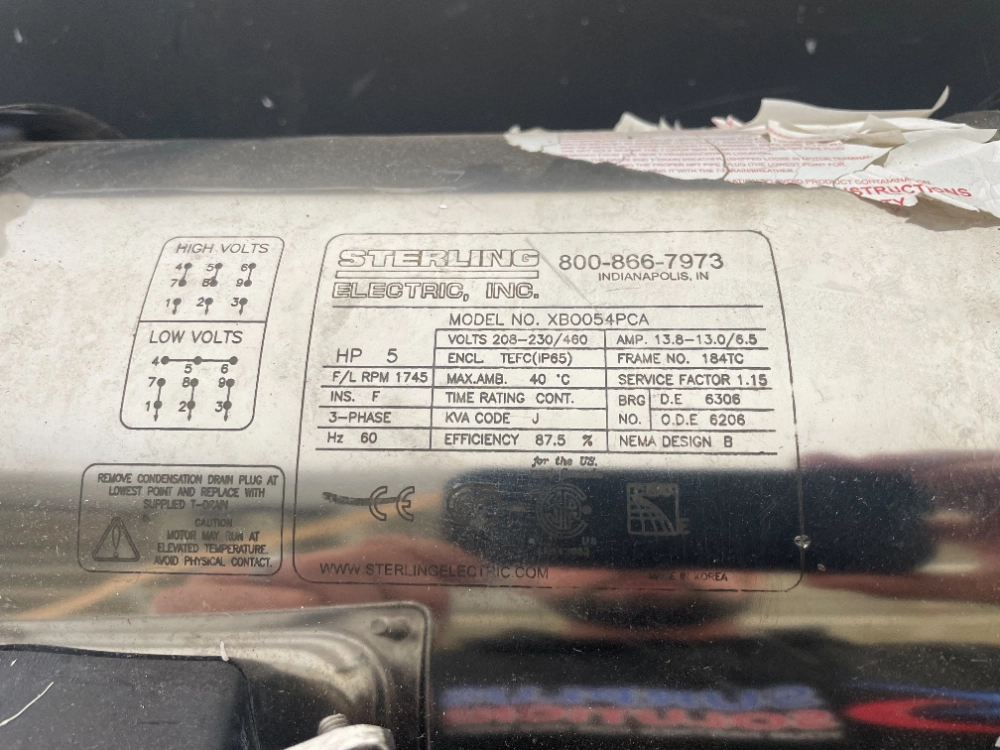 STRUCTIONS
HIGH VOLTS
4 5 6
7 8 9
1 2 3
LOW VOLTS
4 5 6
7 8 9
1 2 3
REMOVE CONDENSATION DRAIN PLUG AT
LOWEST POINT AND REPLACE WITH
SUPPLIED T-DRAIN
CAUTION
MOTOR MAY RUN AT
ELEVATED TEMPERATURE.
AVOID PHYSICAL CONTACT.
STERLING
ELECTRIC, INC.
800-866-7973
INDIANAPOLIS, IN
MODEL NO. XBO054PCA
HP 5
VOLTS 208-230/460
AMP. 13.8-13.0/6.5
ENCL. TEFC(IP65)
FRAME NO. 184TC
F/L RPM 1745
MAX.AMB. 40 °C
SERVICE FACTOR 1.15
INS. F
TIME RATING CONT.
BRG D.E 6306
3-PHASE
KVA CODE J
NO. O.D.E 6206
Hz 60
EFFICIENCY 87.5 %
NEMA DESIGN B
for the US.
CE
WWW.STERLINGELECTRIC.COM
MADE IN KOREA